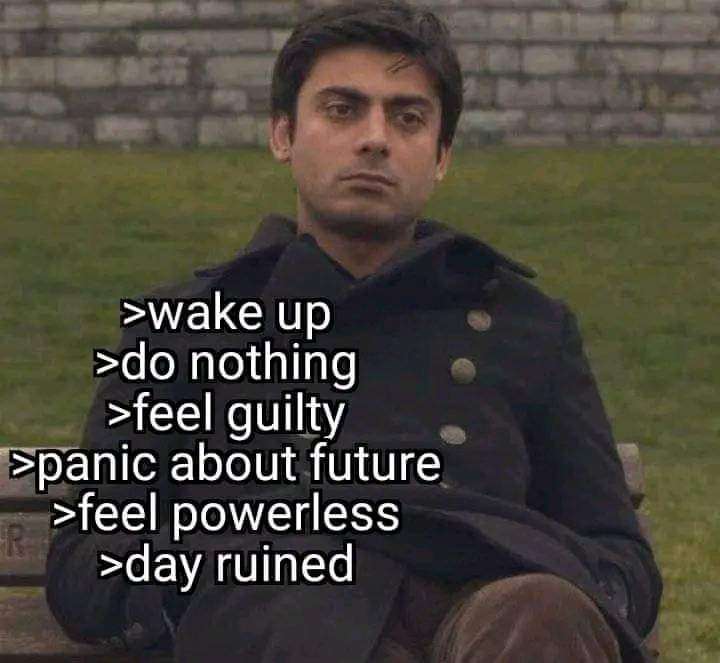 >wake up
>do nothing
>feel guilty
>panic about future
>feel powerless
>day ruined
R